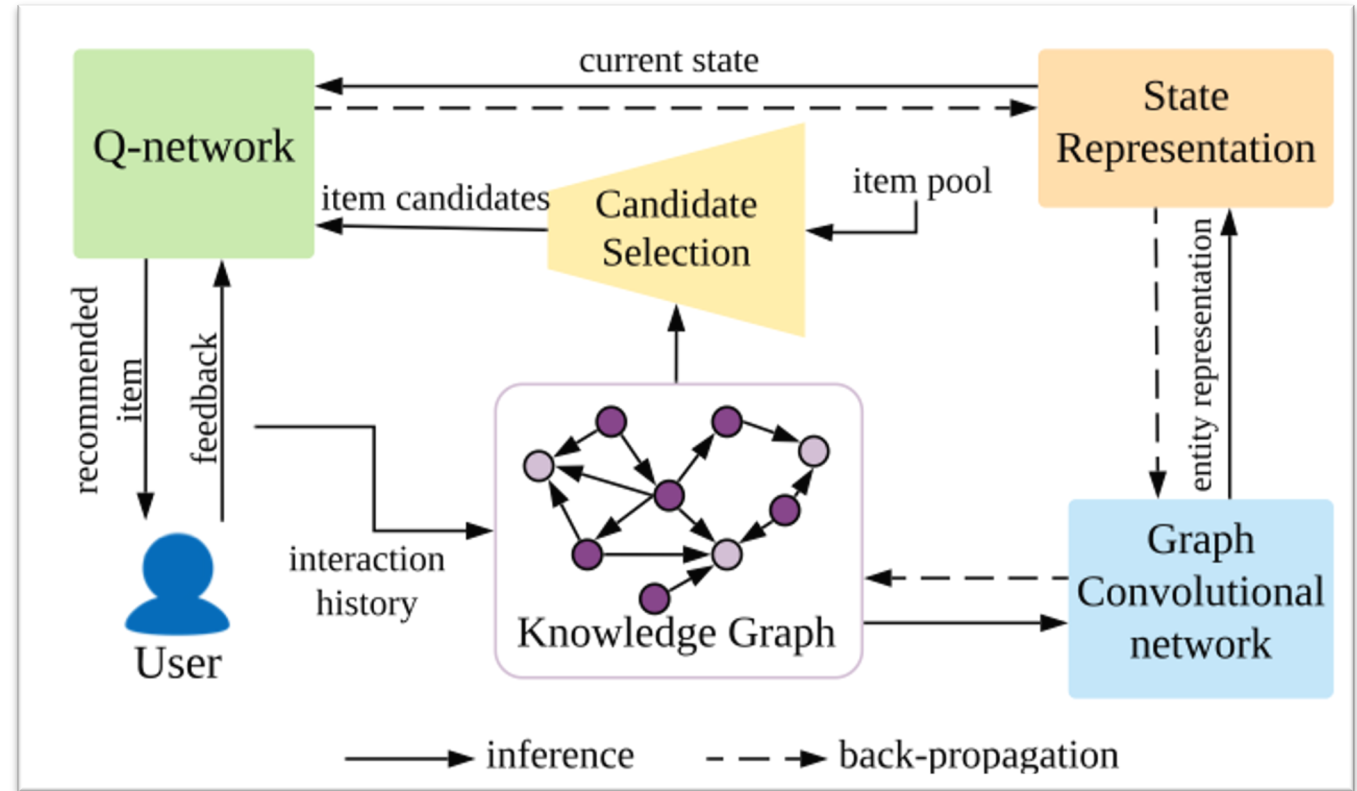 current state
State
Representation
Q-network
item candidates
Candidate
Selection
item pool
recommended
item
feedback
entity representation
interaction
history
Knowledge Graph
Graph
Convolutional
network
User
inference
back-propagation